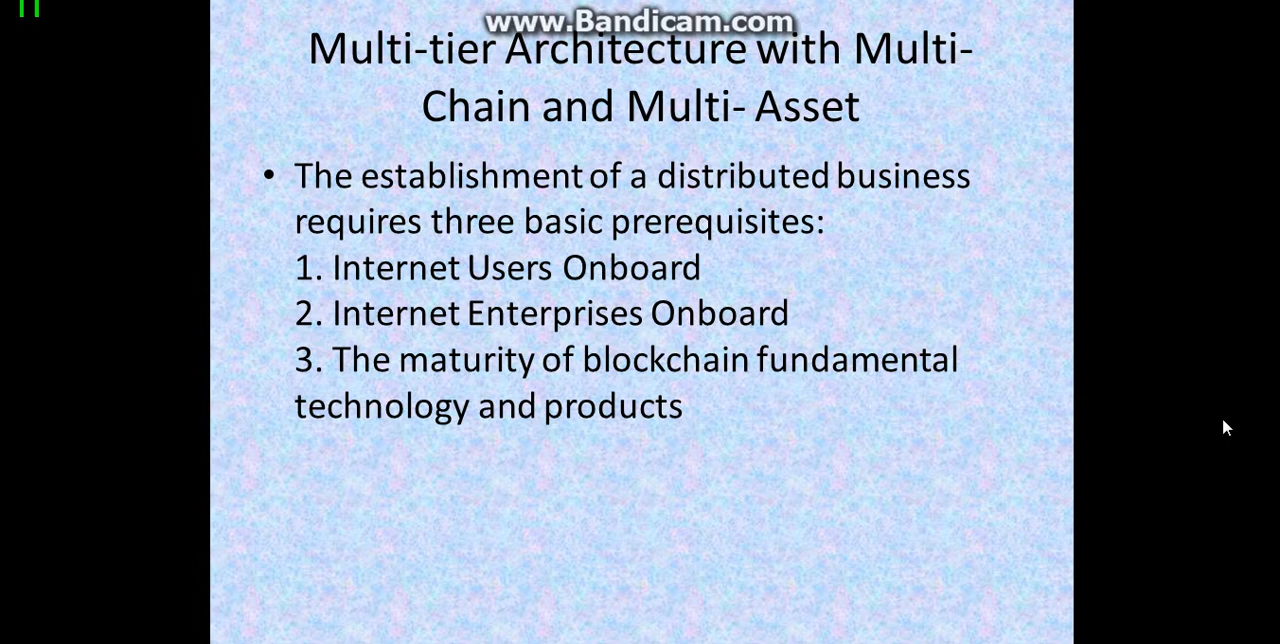 www.Bandicam.com
Multi-tier Architecture with Multi-
Chain and Multi- Asset
• The establishment of a distributed business
requires three basic prerequisites:
1. Internet Users Onboard
2. Internet Enterprises Onboard
3. The maturity of blockchain fundamental
technology and products